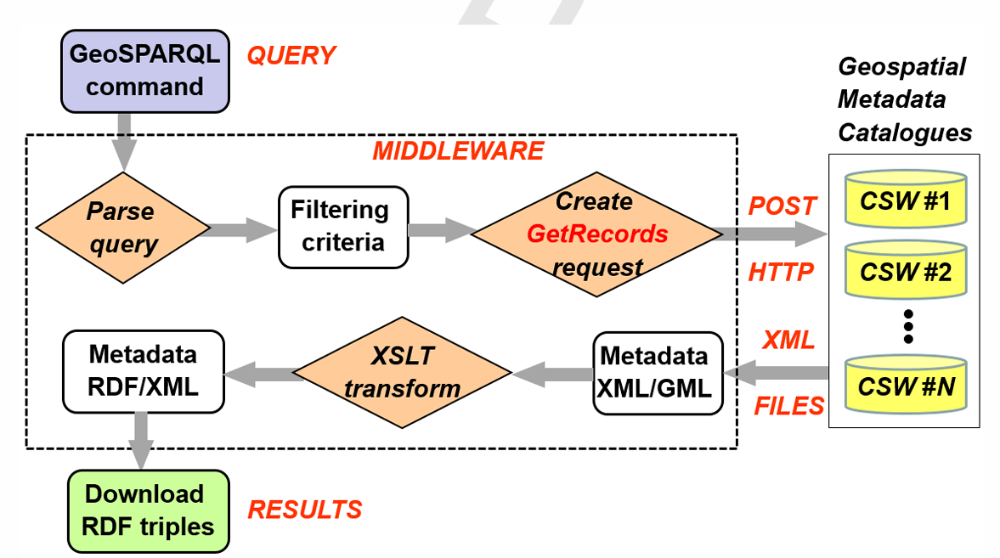 GeoSPARQL
command
QUERY
Geospatial
Metadata
Catalogues
MIDDLEWARE
Parse
query
Filtering
criteria
Create
GetRecords
request
POST
HTTP
CSW #1
CSW #2
Metadata
RDF/XML
XSLT
transform
Metadata
XML/GML
XML
FILES
CSW #N
Download
RDF triples
RESULTS